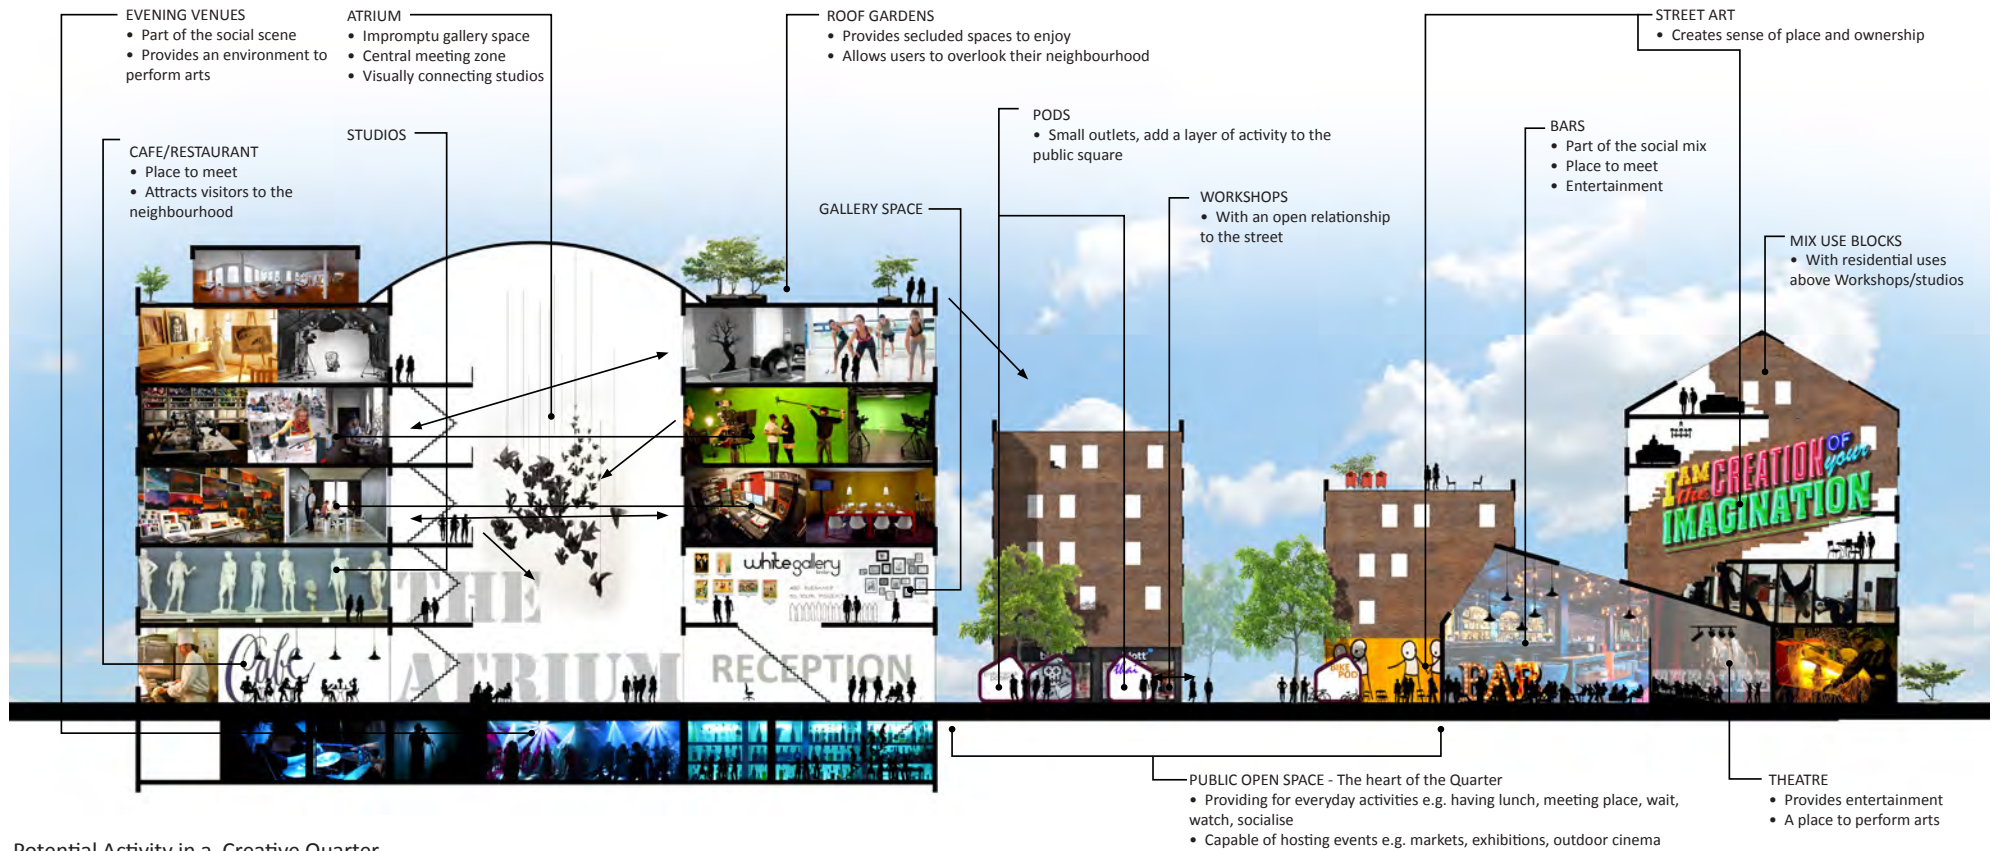 EVENING VENUES
• Part of the social scene
• Provides an environment to
perform arts
ATRIUM
• Impromptu gallery space
• Central meeting zone
• Visually connecting studios
ROOF GARDENS
• Provides secluded spaces to enjoy
• Allows users to overlook their neighbourhood
STREET ART
• Creates sense of place and ownership
CAFE/RESTAURANT
• Place to meet
• Attracts visitors to the
neighbourhood
STUDIOS
GALLERY SPACE
PODS
• Small outlets, add a layer of activity to the
public square
WORKSHOPS
• With an open relationship
to the street
BARS
• Part of the social mix
• Place to meet
• Entertainment
MIX USE BLOCKS
• With residential uses
above Workshops/studios
I AM
the CREATION OF
your
IMAGINATION
whitegallery
THE
ATRIUM
Cafe
RECEPTION
thai
BIKE
POD
BAR
PUBLIC OPEN SPACE - The heart of the Quarter
• Providing for everyday activities e.g. having lunch, meeting place, wait,
watch, socialise
• Capable of hosting events e.g. markets, exhibitions, outdoor cinema
THEATRE
• Provides entertainment
• A place to perform arts
Potential Activity in a Creative Quarter